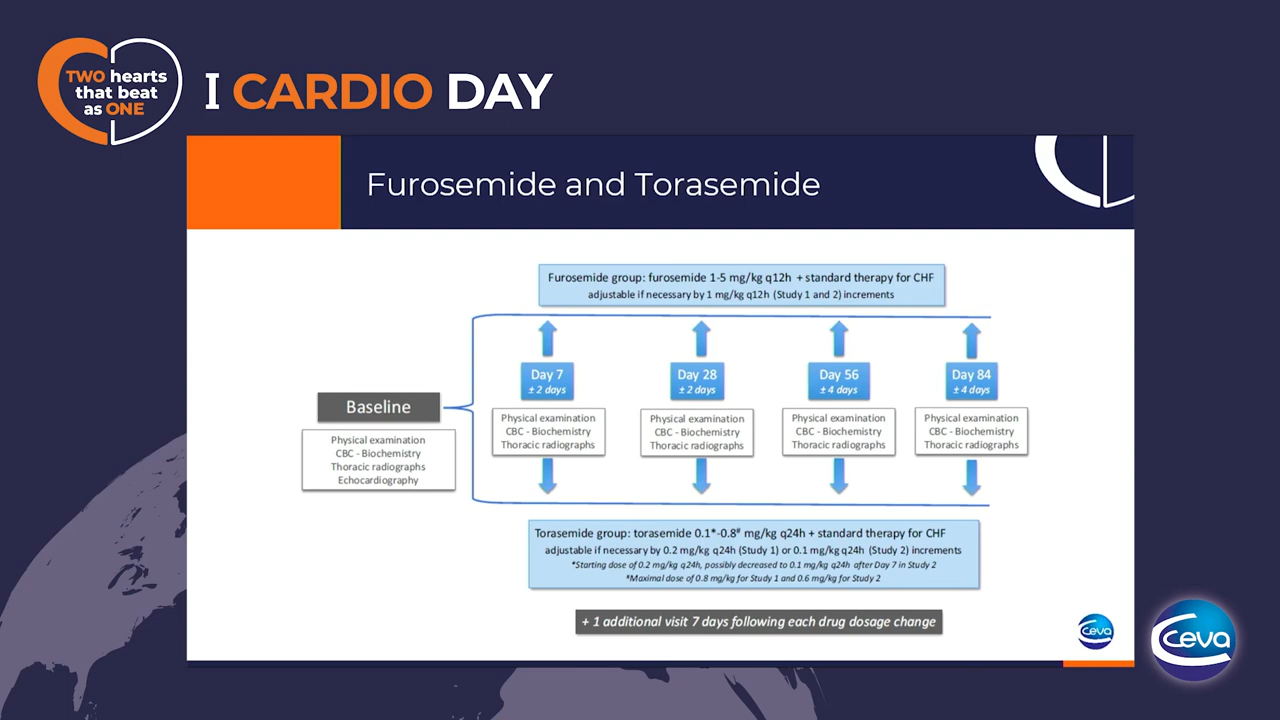 TWO hearts
that beat
as ONE
I CARDIO DAY
Furosemide and Torasemide
Furosemide group: furosemide 1-5 mg/kg q12h + standard therapy for CHF
adjustable if necessary by 1 mg/kg q12h (Study 1 and 2) increments
Baseline
Physical examination
CBC - Biochemistry
Thoracic radiographs
Echocardiography
Day 7
± 2 days
Physical examination
CBC - Biochemistry
Thoracic radiographs
Day 28
± 2 days
Physical examination
CBC - Biochemistry
Thoracic radiographs
Day 56
± 4 days
Physical examination
CBC - Biochemistry
Thoracic radiographs
Day 84
± 4 days
Physical examination
CBC - Biochemistry
Thoracic radiographs
Torasemide group: torasemide 0.1*-0.8# mg/kg q24h + standard therapy for CHF
adjustable if necessary by 0.2 mg/kg q24h (Study 1) or 0.1 mg/kg q24h (Study 2) increments
*Starting dose of 0.2 mg/kg q24h, possibly decreased to 0.1 mg/kg q24h after Day 7 in Study 2
#Maximal dose of 0.8 mg/kg for Study 1 and 0.6 mg/kg for Study 2
+ 1 additional visit 7 days following each drug dosage change
Ceva
Ceva